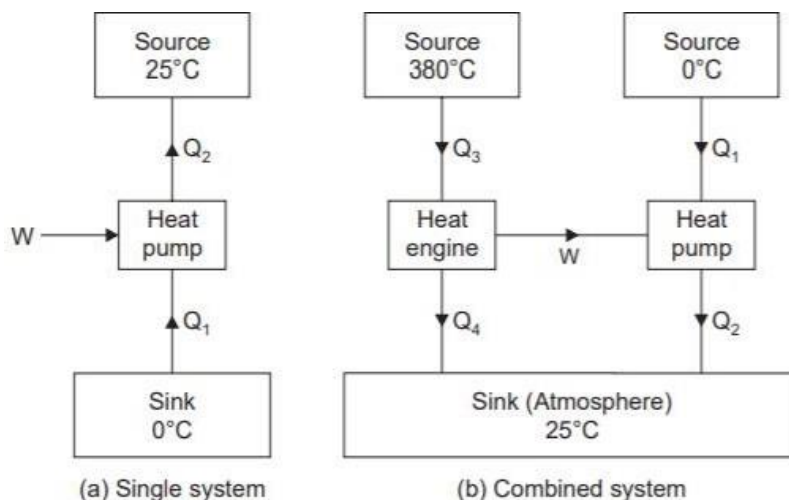 Source
25°C
Q2
Heat
pump
W
Q1
Sink
0°C
(a) Single system
Source
380°C
Source
0°C
Q3
Q1
Heat
engine
W
Heat
pump
Q4
Q2
Sink (Atmosphere)
25°C
(b) Combined system